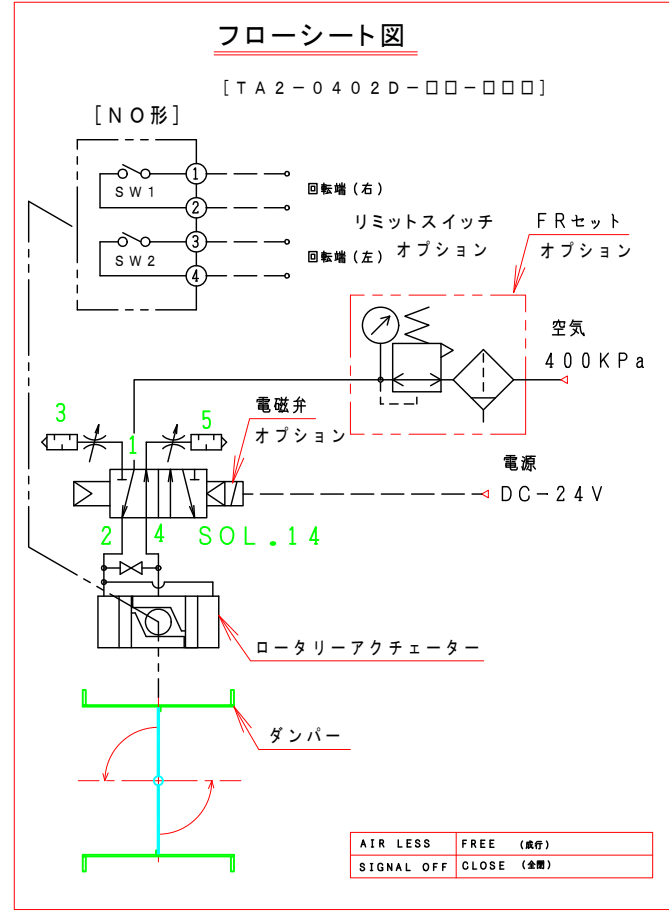 フローシート図
[TA2-0402D-□□-□□□]
[NO形]
SW1
1
2
回転端(右)
SW2
3
4
回転端(左)
リミットスイッチ
オプション
FRセット
オプション
空気
400KPa
3
1
5
電磁弁
オプション
電源
DC-24V
2
4
SOL.14
ロータリーアクチェーター
ダンパー
AIR LESS FREE (成行)
SIGNAL OFF CLOSE (全閉)